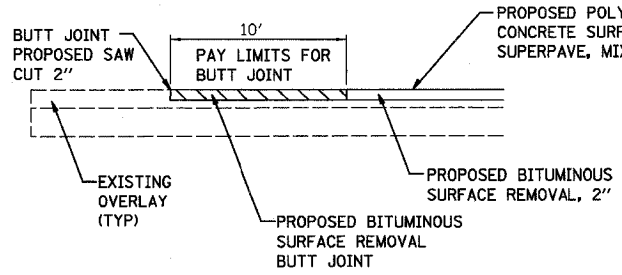 BUTT JOINT
PROPOSED SAW
CUT 2"
10'
PAY LIMITS FOR
BUTT JOINT
PROPOSED POLY
CONCRETE SURF
SUPERPAVE, MIX
EXISTING
OVERLAY
(TYP)
PROPOSED BITUMINOUS
SURFACE REMOVAL
BUTT JOINT
PROPOSED BITUMINOUS
SURFACE REMOVAL, 2"